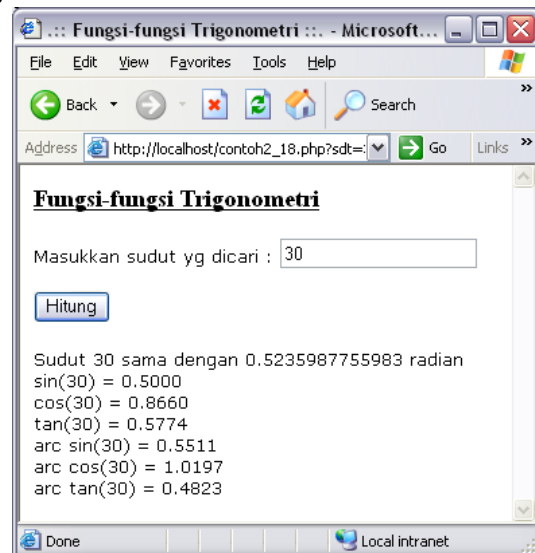 .:: Fungsi-fungsi Trigonometri ::. - Microsoft...
File Edit View Favorites Tools Help
Back Search »
Address http://localhost/contoh2_18.php?sdt= Go Links »
Fungsi-fungsi Trigonometri
Masukkan sudut yg dicari : 30
Hitung
Sudut 30 sama dengan 0.5235987755983 radian
sin(30) = 0.5000
cos(30) = 0.8660
tan(30) = 0.5774
arc sin(30) = 0.5511
arc cos(30) = 1.0197
arc tan(30) = 0.4823
Done Local intranet